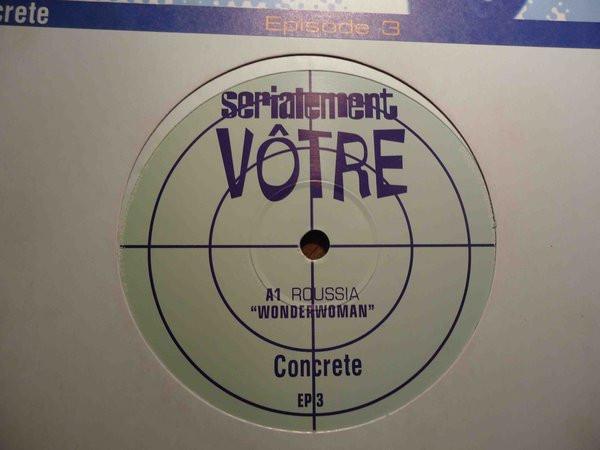 crete
Episode 3
serialement
VÔTRE
A1 ROUSSIA
"WONDERWOMAN"
Concrete
EP 3